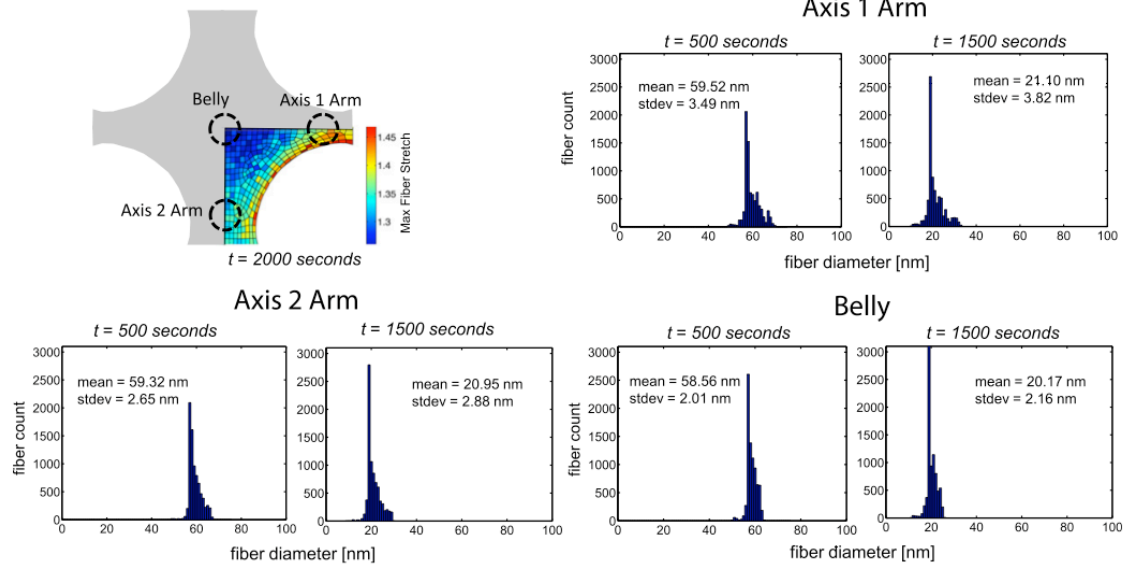 Belly
Axis 1 Arm
Axis 2 Arm
1.45
1.4
1.35
1.3
Max Fiber Stretch
t = 2000 seconds
Axis 1 Arm
t = 500 seconds
t = 1500 seconds
3000
2500
2000
1500
1000
500
0
fiber count
mean = 59.52 nm
stdev = 3.49 nm
0 20 40 60 80 100
3000
2500
2000
1500
1000
500
0
mean = 21.10 nm
stdev = 3.82 nm
0 20 40 60 80 100
fiber diameter [nm]
Axis 2 Arm
t = 500 seconds
t = 1500 seconds
3000
2500
2000
1500
1000
500
0
fiber count
mean = 59.32 nm
stdev = 2.65 nm
0 20 40 60 80 100
3000
2500
2000
1500
1000
500
0
mean = 20.95 nm
stdev = 2.88 nm
0 20 40 60 80 100
fiber diameter [nm]
Belly
t = 500 seconds
t = 1500 seconds
3000
2500
2000
1500
1000
500
0
fiber count
mean = 58.56 nm
stdev = 2.01 nm
0 20 40 60 80 100
3000
2500
2000
1500
1000
500
0
mean = 20.17 nm
stdev = 2.16 nm
0 20 40 60 80 100
fiber diameter [nm]